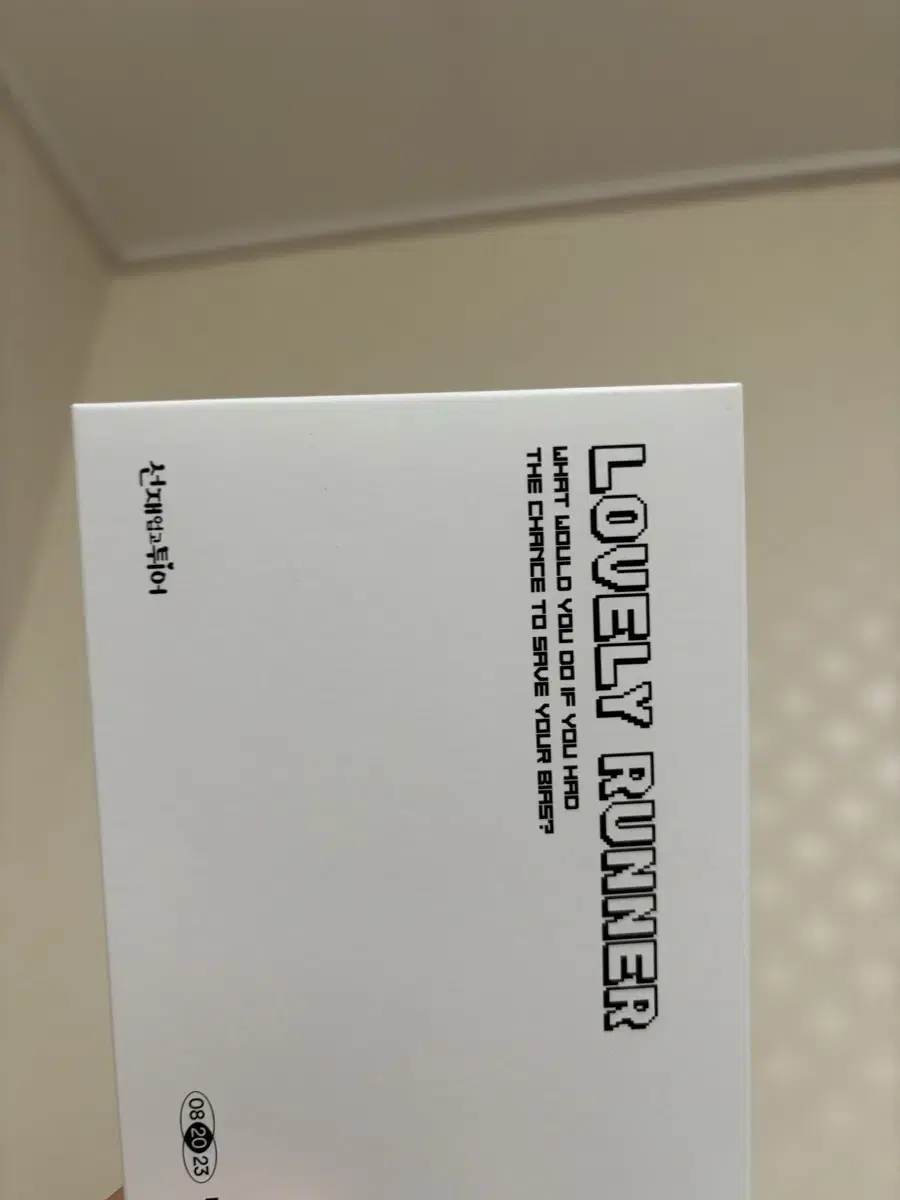 LOVELY RUNNER
WHAT WOULD YOU DO IF YOU HAD
THE CHANCE TO SAVE YOUR BIAS?
선재업고튀어
08 20 23